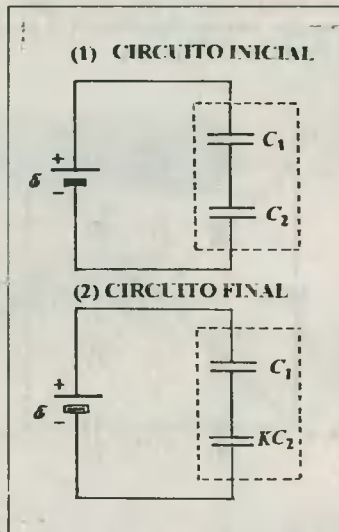 (1) CIRCUITO INICIAL
+
C₁
δ
−
C₂
(2) CIRCUITO FINAL
+
C₁
δ
−
KC₂